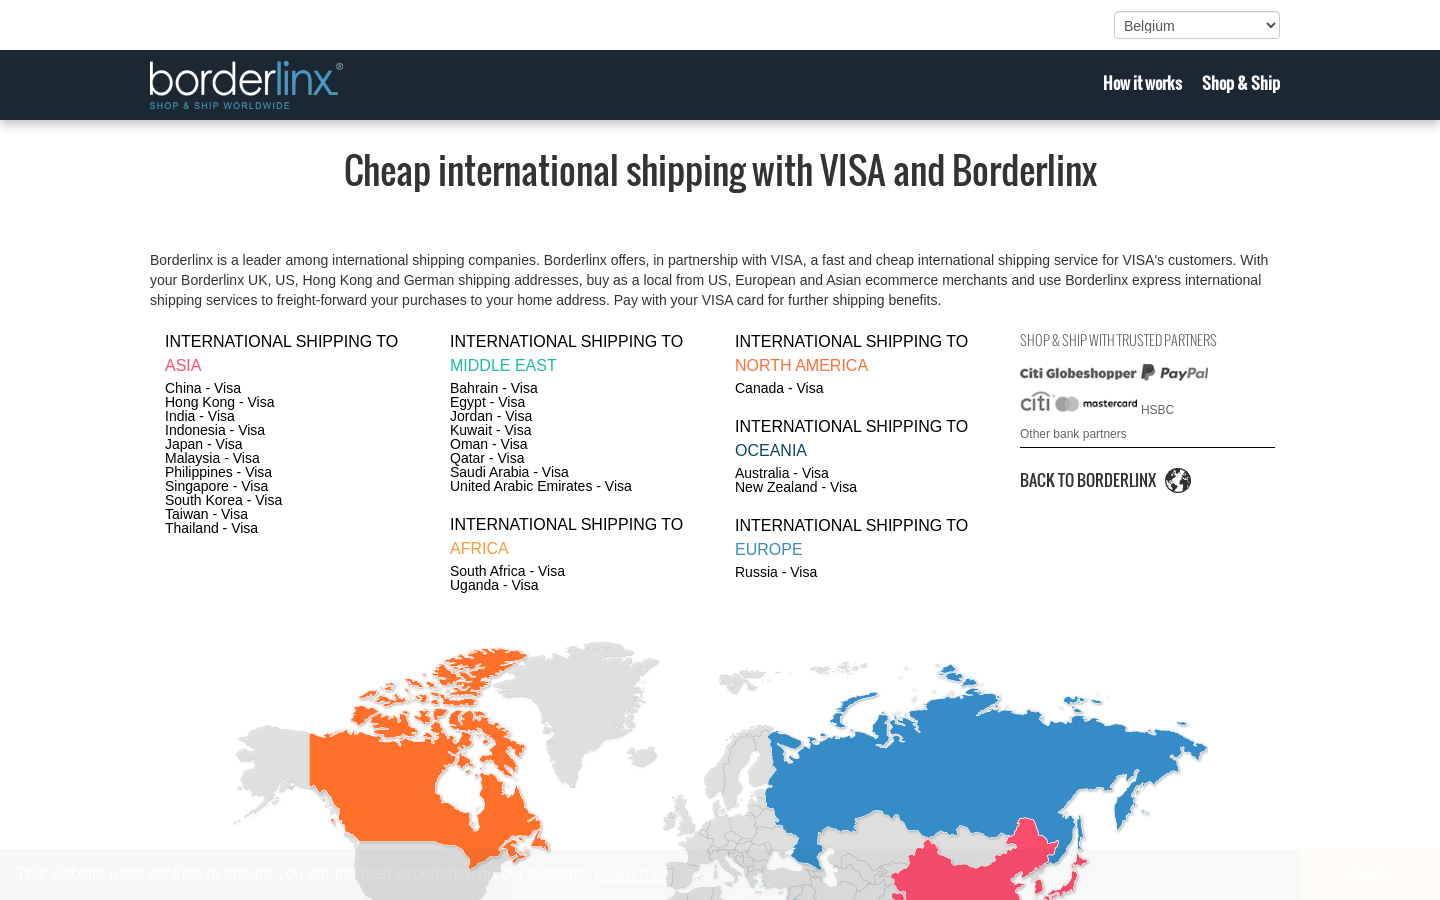 Belgium
borderlinx®
SHOP & SHIP WORLDWIDE
How it works
Shop & Ship
Cheap international shipping with VISA and Borderlinx
Borderlinx is a leader among international shipping companies. Borderlinx offers, in partnership with VISA, a fast and cheap international shipping service for VISA's customers. With
your Borderlinx UK, US, Hong Kong and German shipping addresses, buy as a local from US, European and Asian ecommerce merchants and use Borderlinx express international
shipping services to freight-forward your purchases to your home address. Pay with your VISA card for further shipping benefits.
INTERNATIONAL SHIPPING TO
ASIA
China - Visa
Hong Kong - Visa
India - Visa
Indonesia - Visa
Japan - Visa
Malaysia - Visa
Philippines - Visa
Singapore - Visa
South Korea - Visa
Taiwan - Visa
Thailand - Visa
INTERNATIONAL SHIPPING TO
MIDDLE EAST
Bahrain - Visa
Egypt - Visa
Jordan - Visa
Kuwait - Visa
Oman - Visa
Qatar - Visa
Saudi Arabia - Visa
United Arabic Emirates - Visa
INTERNATIONAL SHIPPING TO
AFRICA
South Africa - Visa
Uganda - Visa
INTERNATIONAL SHIPPING TO
NORTH AMERICA
Canada - Visa
INTERNATIONAL SHIPPING TO
OCEANIA
Australia - Visa
New Zealand - Visa
INTERNATIONAL SHIPPING TO
EUROPE
Russia - Visa
SHOP & SHIP WITH TRUSTED PARTNERS
Citi Globeshopper PayPal
citi mastercard HSBC
Other bank partners
BACK TO BORDERLINX
This website uses cookies to ensure you get the best experience on our website. Learn more